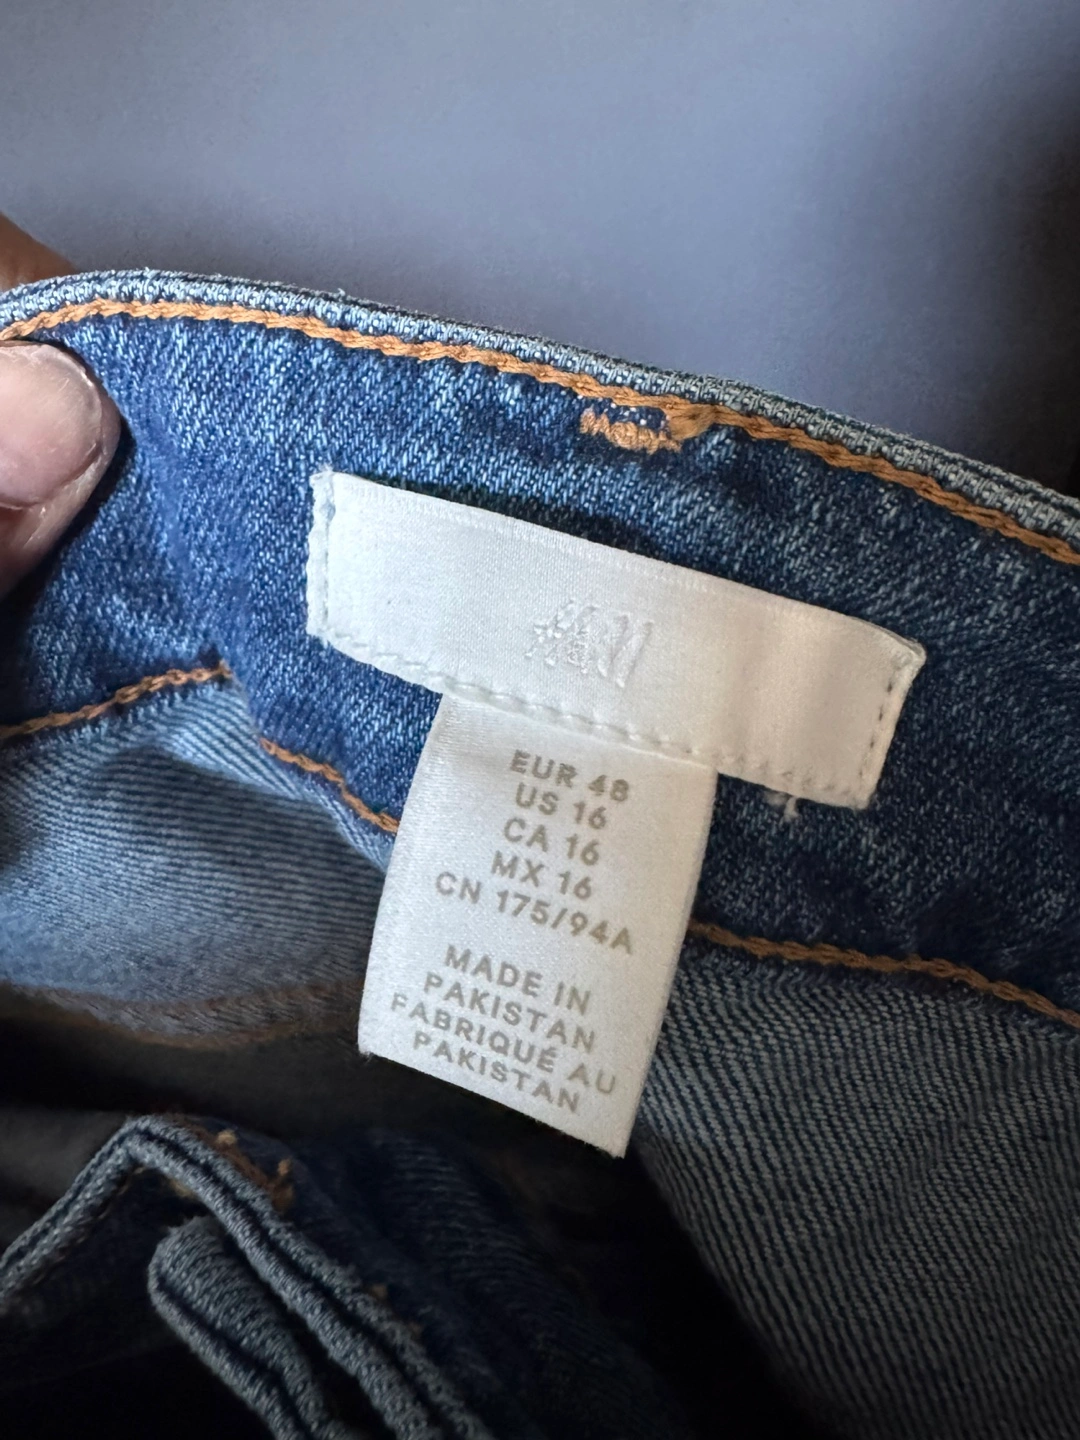 H&M
EUR 48
US 16
CA 16
MX 16
CN 175/94A
MADE IN
PAKISTAN
FABRIQUÉ AU
PAKISTAN